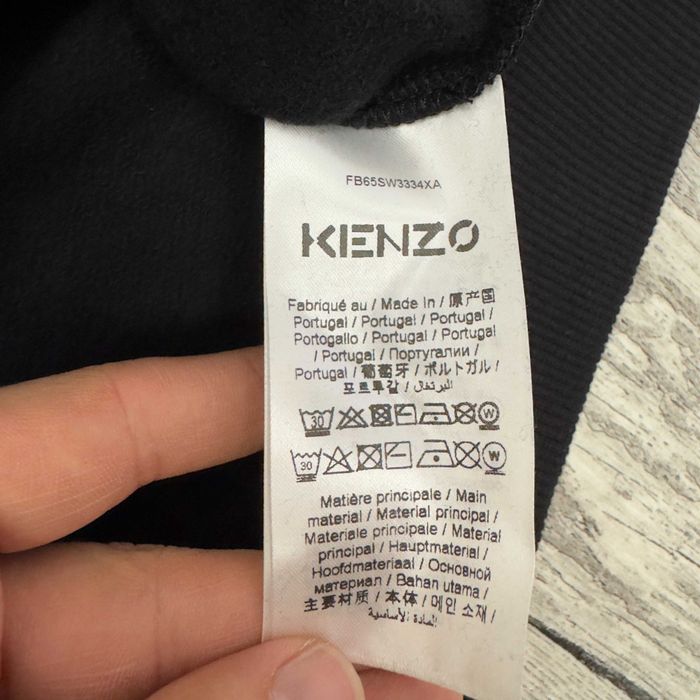 FB65SW3334XA
KENZO
Fabriqué au / Made In / 原产国
Portugal / Portugal / Portugal /
Portogallo / Portugal / Portugal
/ Portugal / Португалии /
Portugal / 葡萄牙 / ポルトガル /
포르투갈 / البرتغال /
30 W
30 W
Matière principale / Main
material / Material principal /
Materiale principale / Material
principal / Hauptmaterial /
Hoofdmateriaal / Основной
материал / Bahan utama /
主要材质 / 本体 / 메인 소재 /
المادة الأساسية /